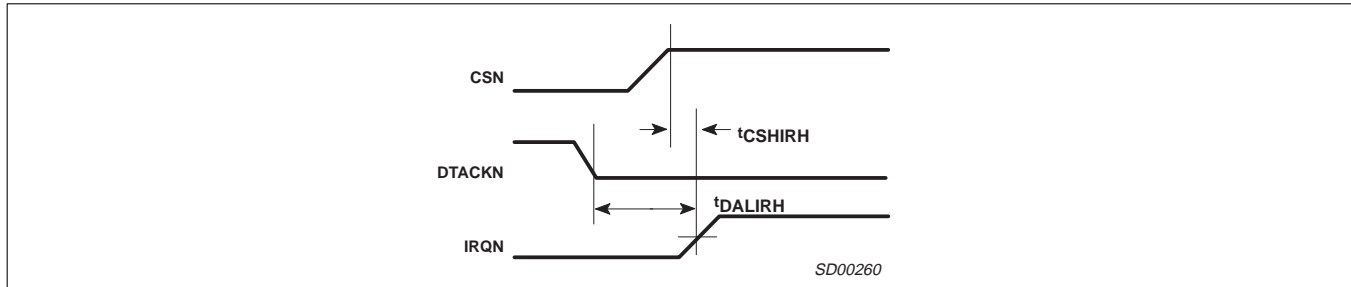 CSN
tCSHIRH
DTACKN
tDALIRH
IRQN
SD00260